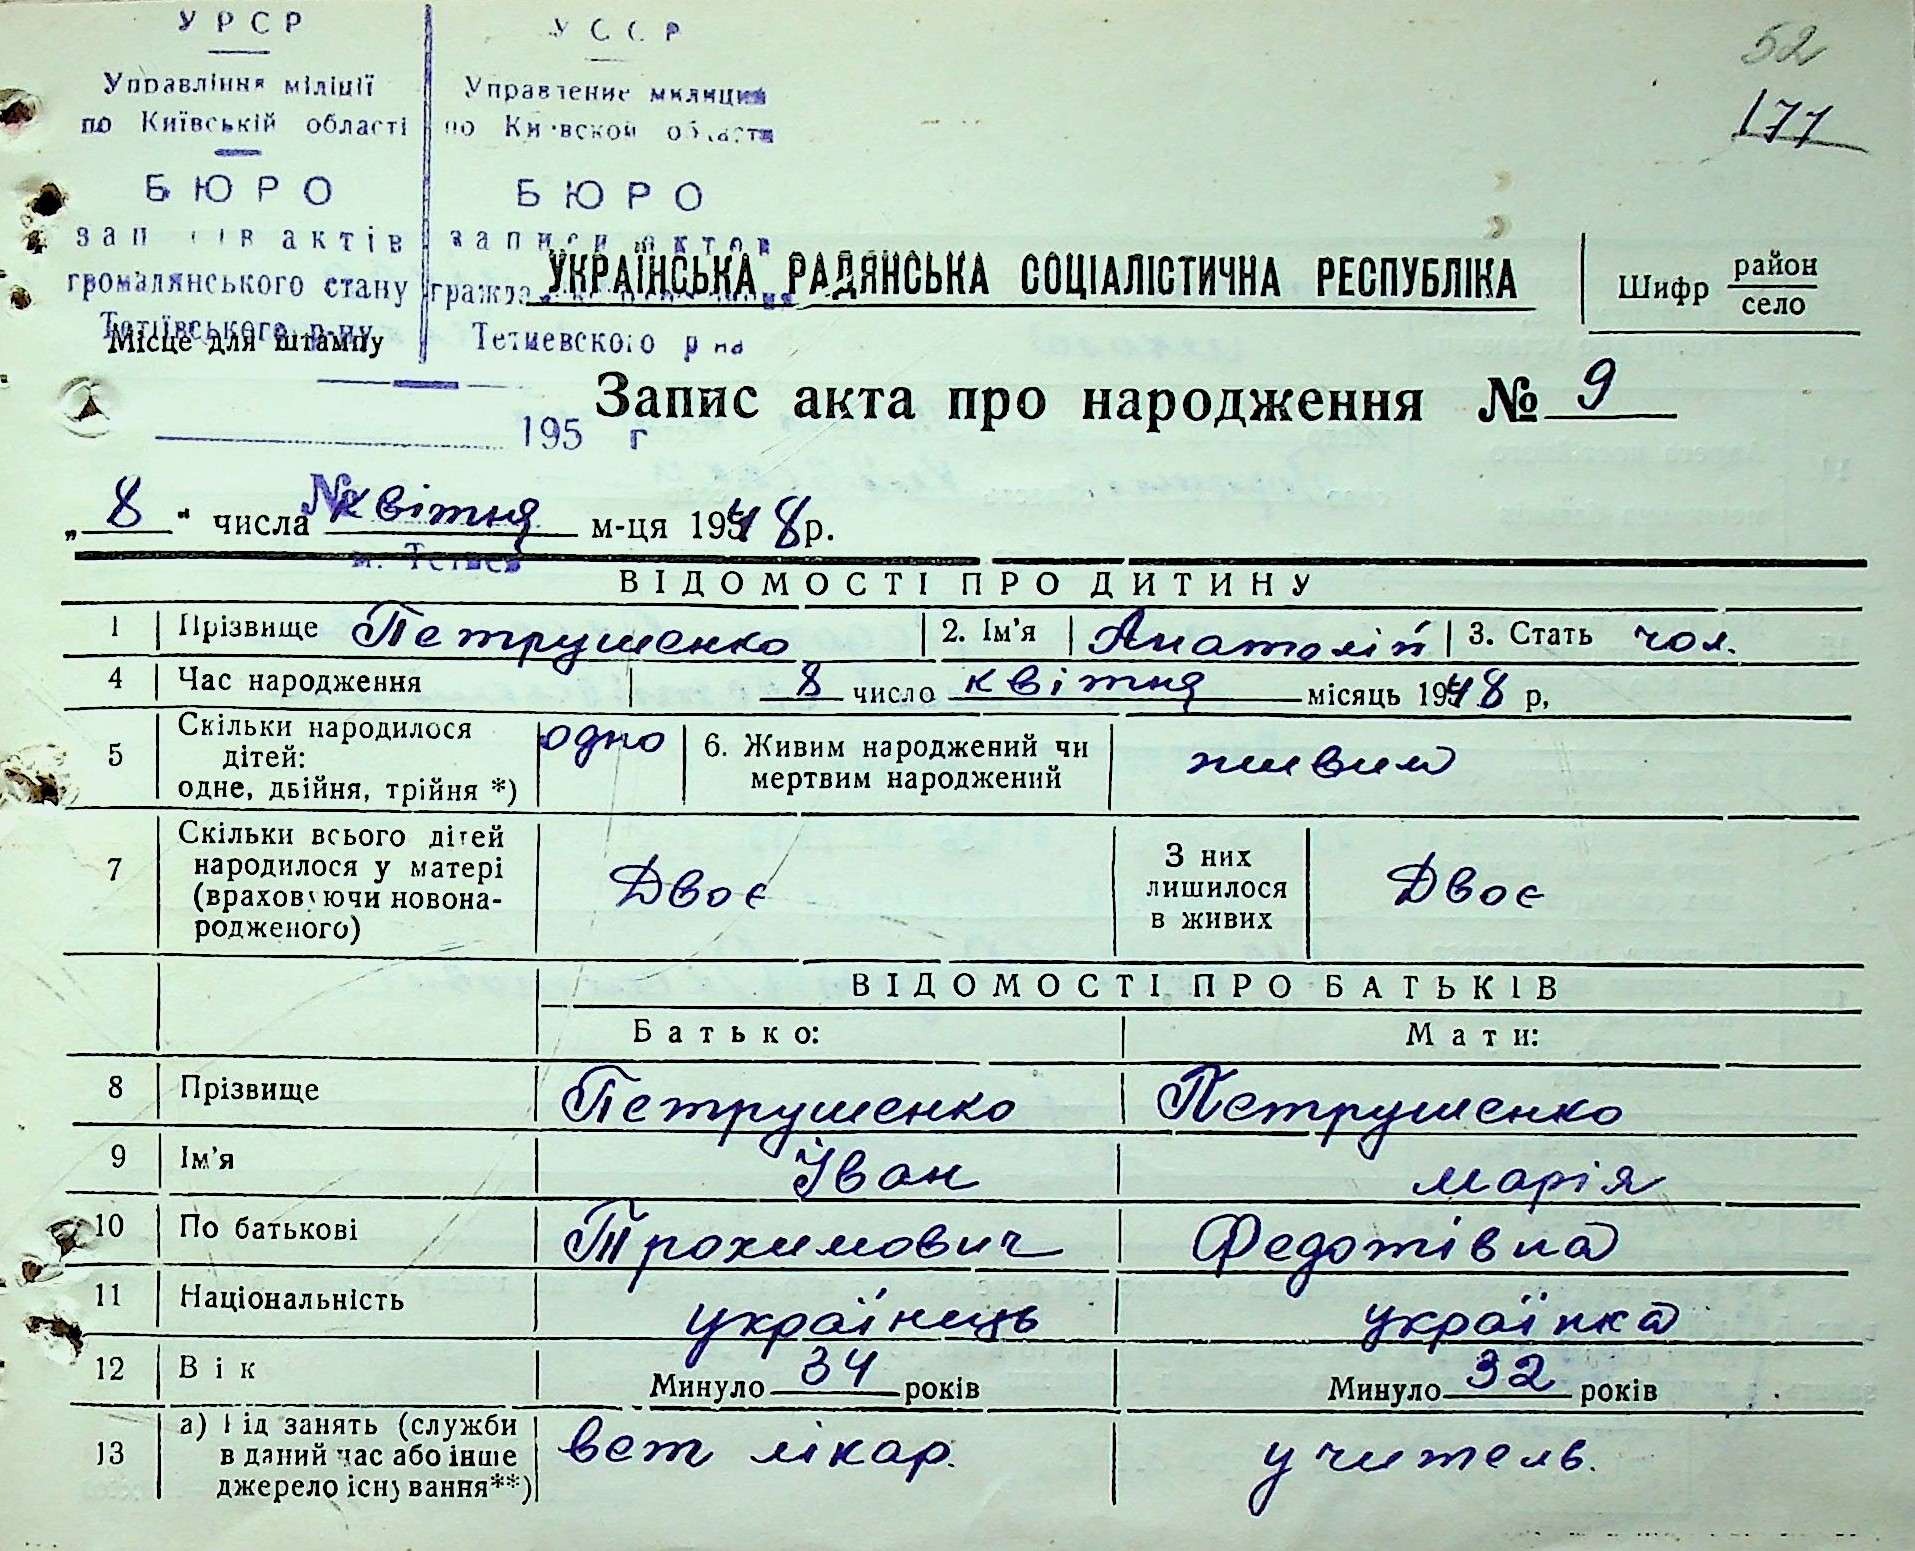 52
171
УРСР
Управління міліції
по Київській області
БЮРО
актів
громадянського стану
Тетіївського р-ну
УССР
Управление милиции
по Киевской области
БЮРО
записи актов
Тетиевского р на
195 г
№
м. Тетиев
УКРАЇНСЬКА РАДЯНСЬКА СОЦІАЛІСТИЧНА РЕСПУБЛІКА
Шифр район
село
Місце для штампу
Запис акта про народження № 9
„ 8 " числа квітня м-ця 1948 р.
ВІДОМОСТІ ПРО ДИТИНУ
1 Прізвище Петрушенко 2. Ім'я Анатолій 3. Стать чол.
4 Час народження 8 число квітня місяць 1948 р,
5 Скільки народилося
дітей:
одне, двійня, трійня *)
одно
6. Живим народжений чи
мертвим народжений
живим
7 Скільки всього дітей
народилося у матері
(враховуючи новона-
родженого)
Двоє
З них
лишилося
в живих
Двоє
ВІДОМОСТІ ПРО БАТЬКІВ
Батько: Мати:
8 Прізвище Петрушенко Петрушенко
9 Ім'я Іван Марія
10 По батькові Трохимович Федотівна
11 Національність українець українка
12 Вік Минуло 34 років Минуло 32 років
13 а) Рід занять (служби
в даний час або інше
джерело існування**)
вет лікар. учитель.